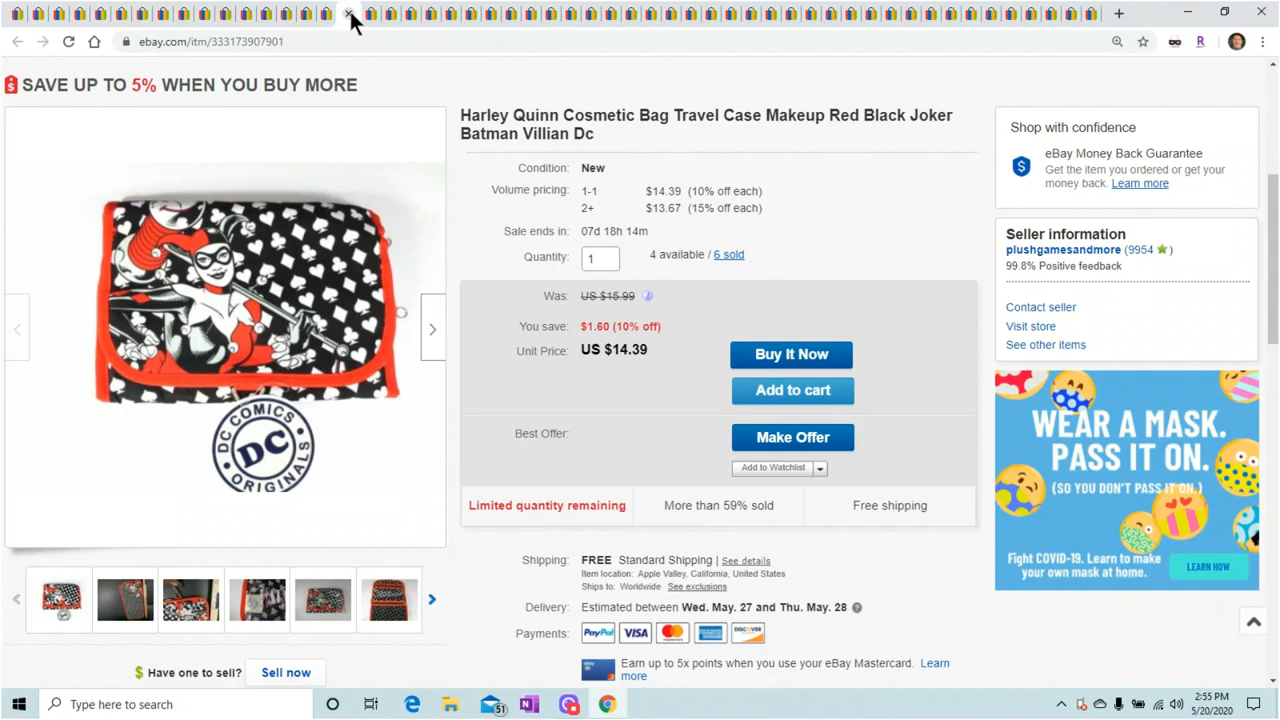 ebay.com/itm/333173907901
SAVE UP TO 5% WHEN YOU BUY MORE
Harley Quinn Cosmetic Bag Travel Case Makeup Red Black Joker
Batman Villian Dc
Condition: New
Volume pricing: 1-1 $14.39 (10% off each)
2+ $13.67 (15% off each)
Sale ends in: 07d 18h 14m
Quantity: 1 4 available / 6 sold
Was: US $15.99
You save: $1.60 (10% off)
Unit Price: US $14.39
Buy It Now
Add to cart
Best Offer: Make Offer
Add to Watchlist
Limited quantity remaining More than 59% sold Free shipping
Shipping: FREE Standard Shipping | See details
Item location: Apple Valley, California, United States
Ships to: Worldwide See exclusions
Delivery: Estimated between Wed. May. 27 and Thu. May. 28
Payments: PayPal VISA MasterCard AMERICAN EXPRESS DISCOVER
Earn up to 5x points when you use your eBay Mastercard. Learn
more
DC COMICS
DC
ORIGINALS
Have one to sell? Sell now
Shop with confidence
eBay Money Back Guarantee
Get the item you ordered or get your
money back. Learn more
Seller information
plushgamesandmore (9954 )
99.8% Positive feedback
Contact seller
Visit store
See other items
WEAR A MASK.
PASS IT ON.
(SO YOU DON'T PASS IT ON.)
Fight COVID-19. Learn to make
your own mask at home.
LEARN NOW
Type here to search
51
2:55 PM
5/20/2020